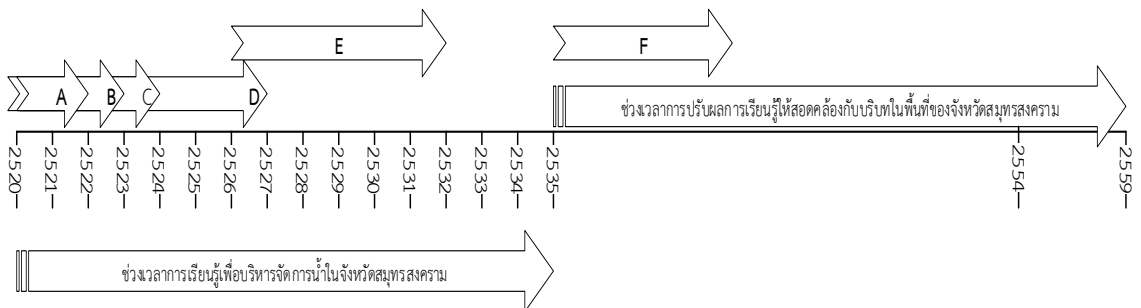 E
F
A
B
C
D
ช่วงเวลาการปรับผลการเรียนรู้ให้สอดคล้องกับบริบทในพื้นที่ของจังหวัดสมุทรสงคราม
2520
2521
2522
2523
2524
2525
2526
2527
2528
2529
2530
2531
2532
2533
2534
2535
2554
2559
ช่วงเวลาการเรียนรู้เพื่อบริหารจัดการน้ำในจังหวัดสมุทรสงคราม